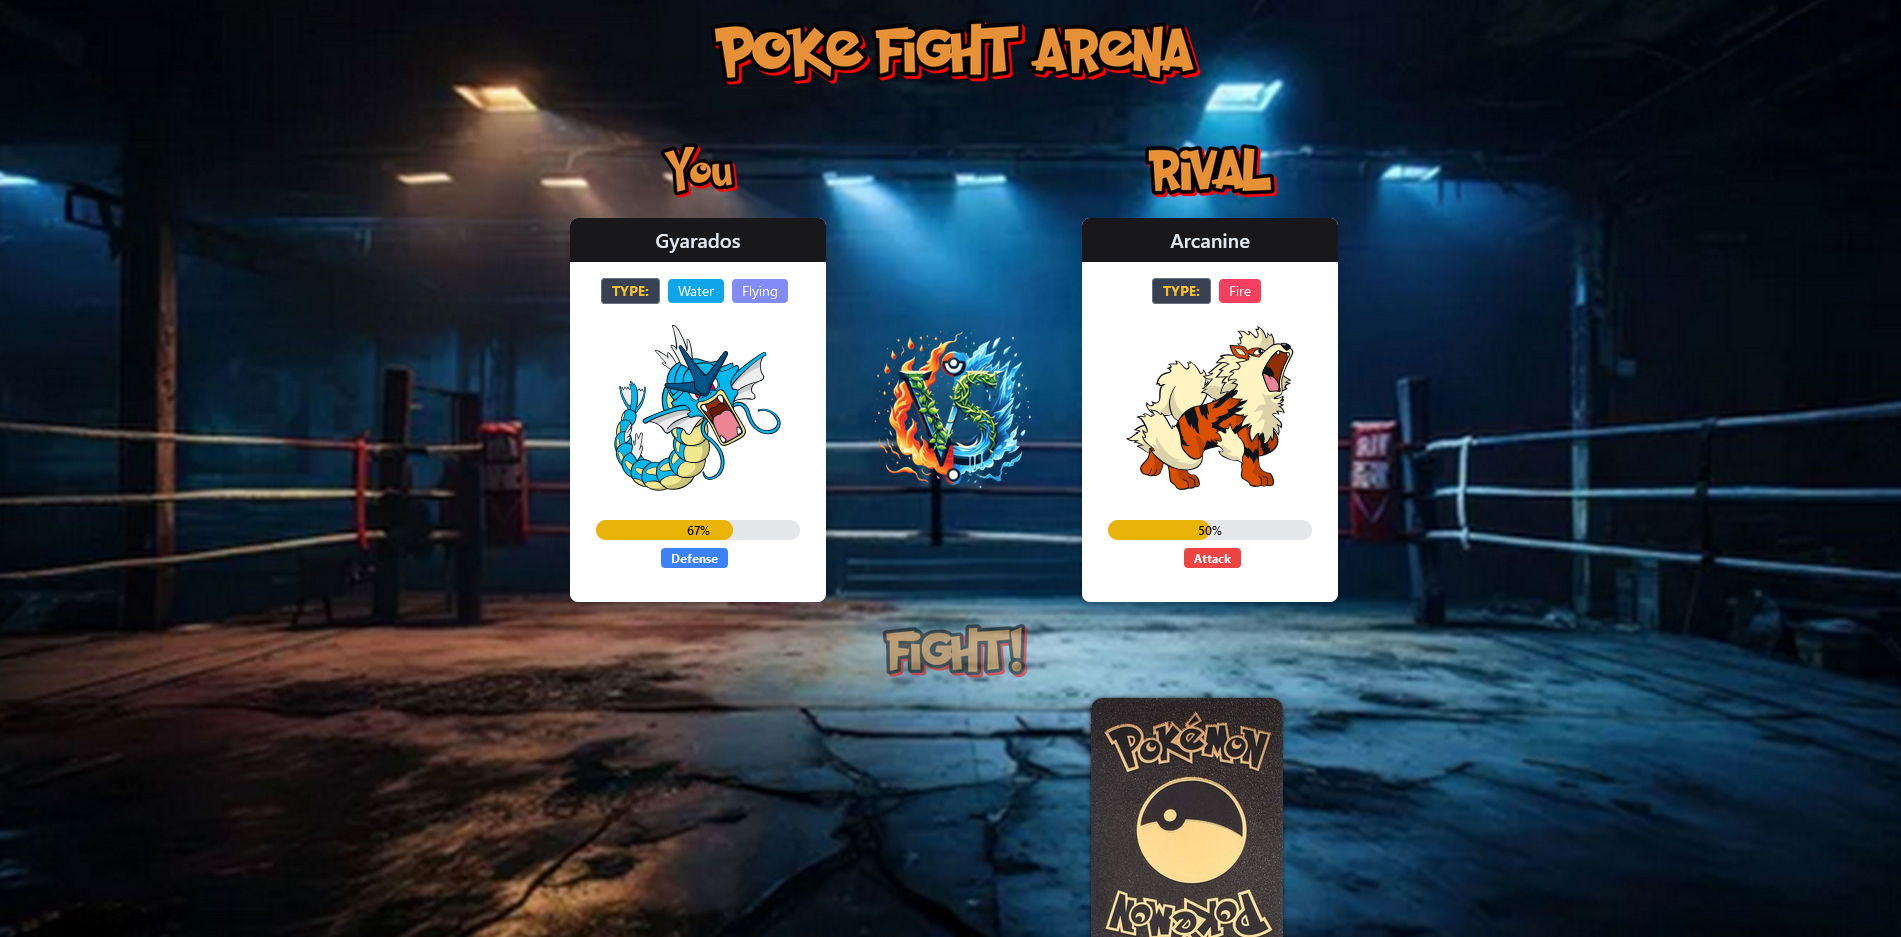 POKE FIGHT ARENA
You
RIVAL
Gyarados
Arcanine
TYPE: Water Flying
TYPE: Fire
VS
67%
50%
Defense
Attack
FIGHT!
POKéMON
POKéMON